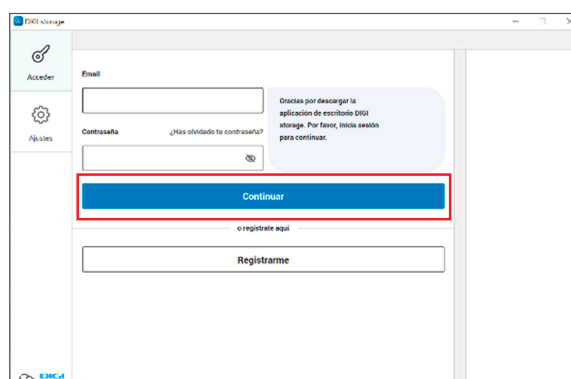 DIGI storage
Acceder
Ajustes
Email
Contraseña
¿Has olvidado tu contraseña?
Gracias por descargar la
aplicación de escritorio DIGI
storage. Por favor, inicia sesión
para continuar.
Continuar
o regístrate aquí
Registrarme
DIGI